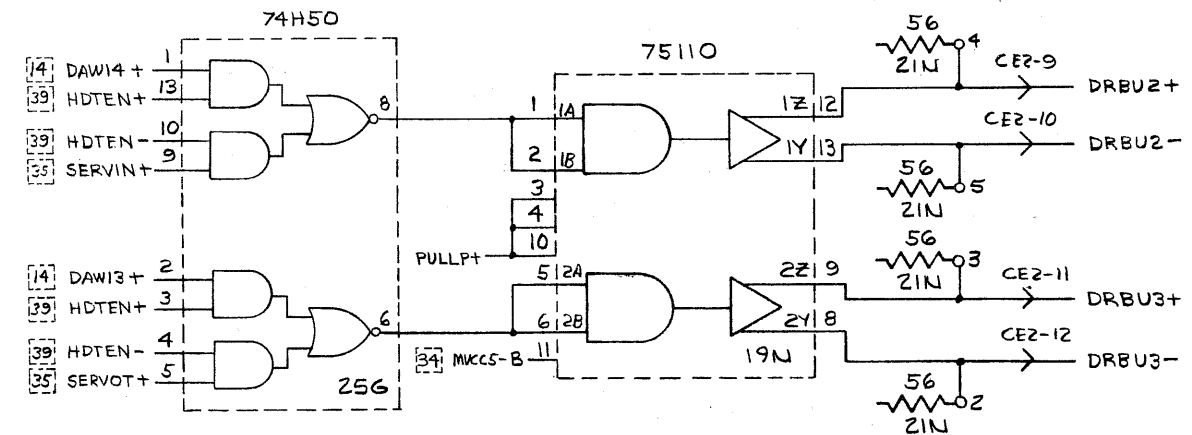 74H50
14 DAW14+ 1
39 HDTEN+ 13
39 HDTEN- 10
35 SERVIN+ 9
8
14 DAW13+ 2
39 HDTEN+ 3
39 HDTEN- 4
35 SERVOT+ 5
6
25G
75110
1 1A
2 1B
3
4
10
PULLP+
5 2A
6 2B
34 MVCC5-B 11
1Z 12
1Y 13
2Z 9
2Y 8
19N
56
21N 4
CE2-9
DRBU2+
CE2-10
DRBU2-
56
21N 5
56
21N 3
CE2-11
DRBU3+
CE2-12
DRBU3-
56
21N 2